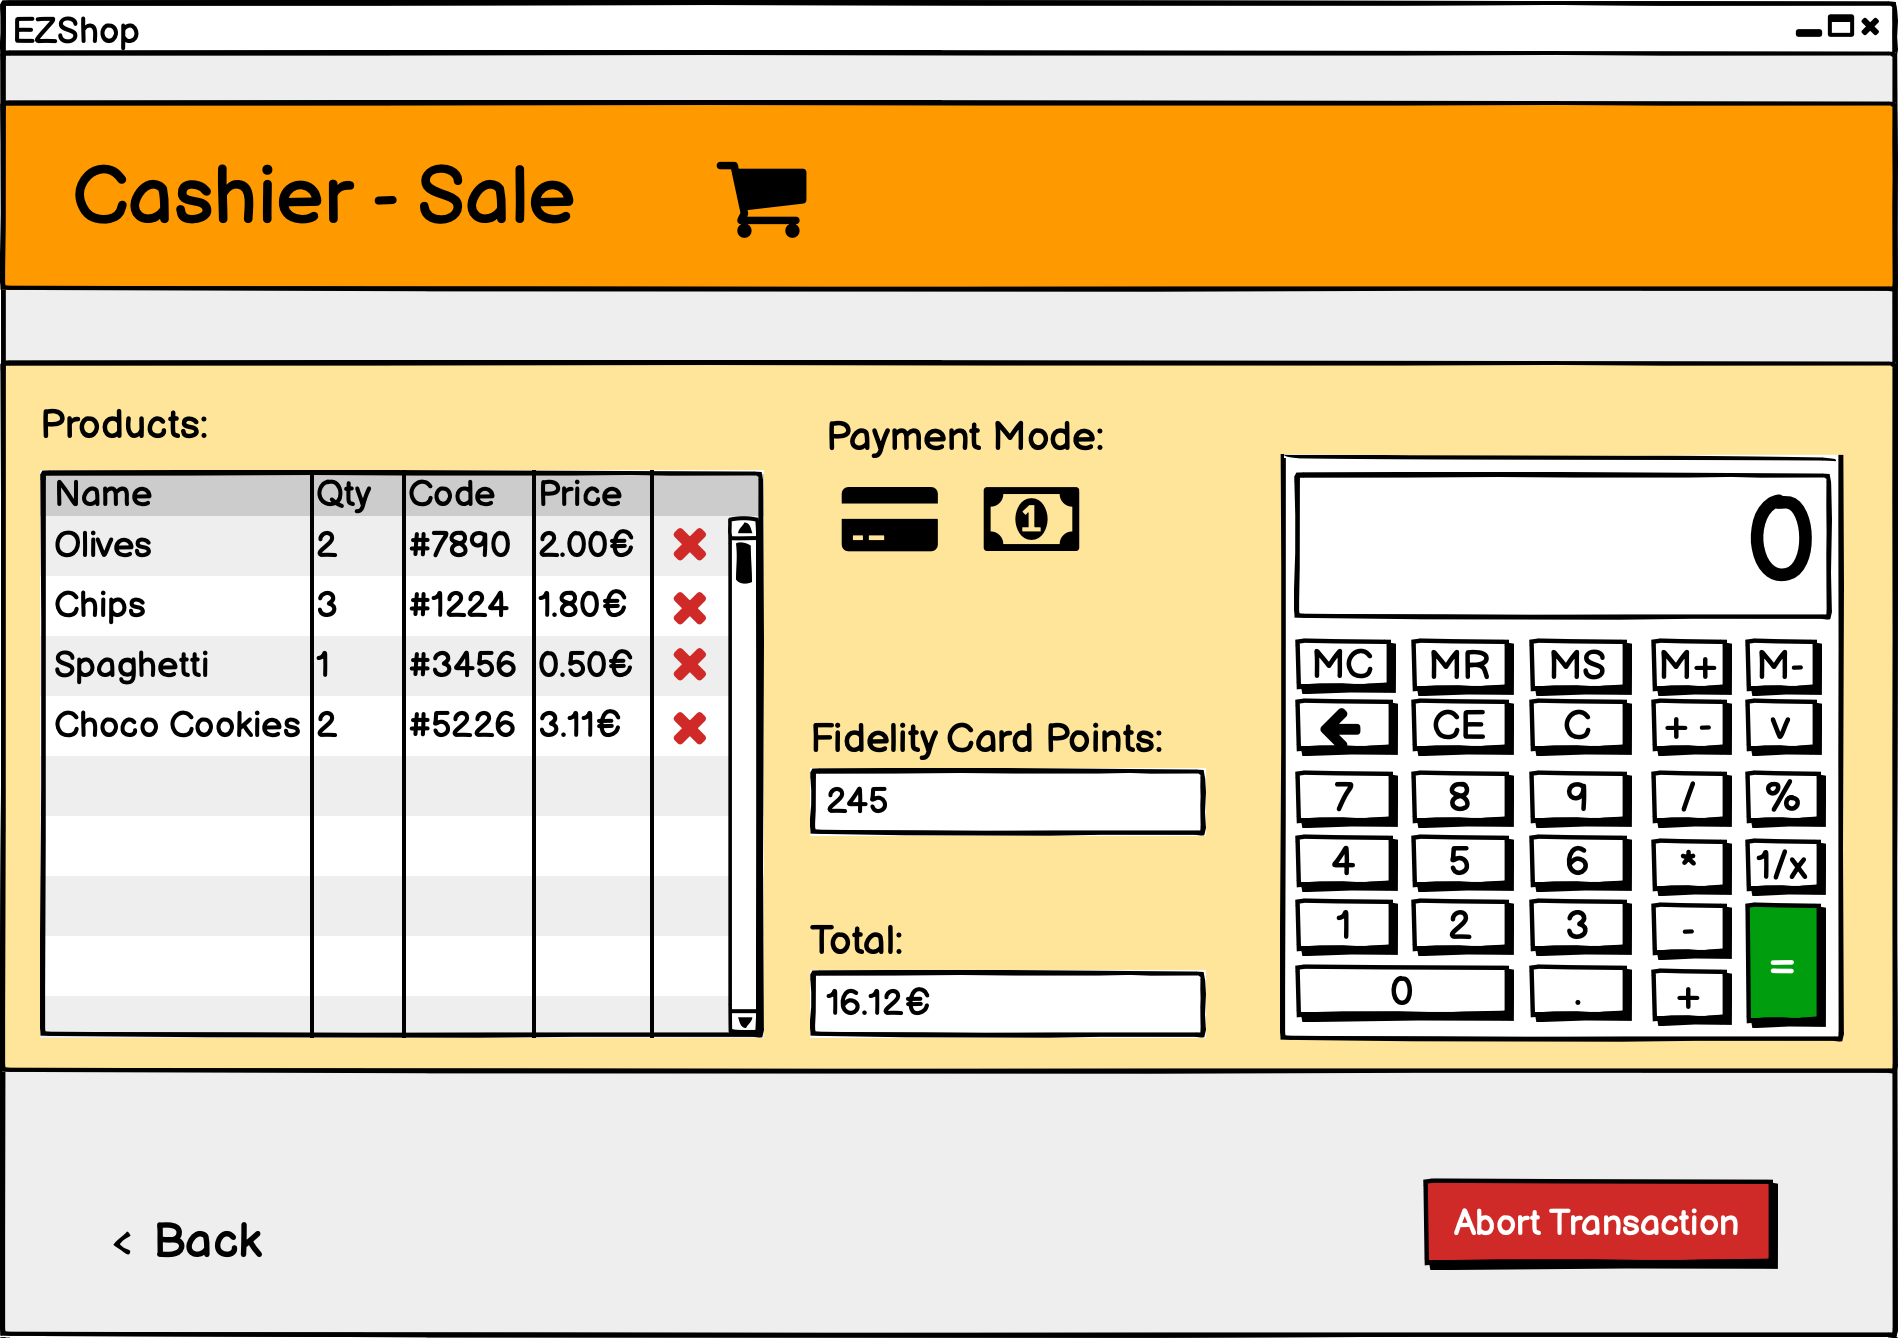 EZShop
Cashier - Sale
Products:
Name Qty Code Price
Olives 2 #7890 2.00€
Chips 3 #1224 1.80€
Spaghetti 1 #3456 0.50€
Choco Cookies 2 #5226 3.11€
Payment Mode:
1
Fidelity Card Points:
245
Total:
16.12€
0
MC MR MS M+ M-
CE C + - v
7 8 9 / %
4 5 6 * 1/x
1 2 3 - =
0 . +
< Back
Abort Transaction